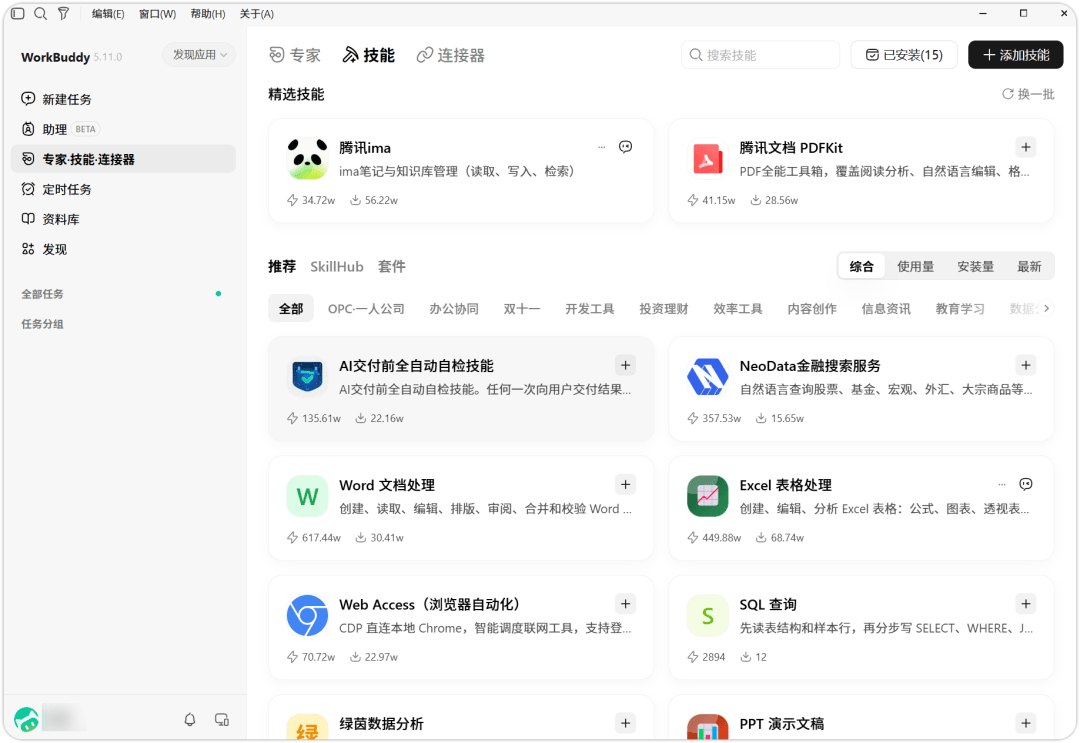 编辑(E) 窗口(W) 帮助(H) 关于(A)
WorkBuddy 5.11.0 发现应用
新建任务
助理 BETA
专家·技能·连接器
定时任务
资料库
发现
全部任务
任务分组
专家 技能 连接器
搜索技能
已安装(15)
添加技能
精选技能
换一批
腾讯ima
ima笔记与知识库管理（读取、写入、检索）
34.72w 56.22w
腾讯文档 PDFKit
PDF全能工具箱，覆盖阅读分析、自然语言编辑、格...
41.15w 28.56w
推荐 SkillHub 套件
综合 使用量 安装量 最新
全部 OPC·一人公司 办公协同 双十一 开发工具 投资理财 效率工具 内容创作 信息资讯 教育学习 数据
AI交付前全自动自检技能
AI交付前全自动自检技能。任何一次向用户交付结果...
135.61w 22.16w
NeoData金融搜索服务
自然语言查询股票、基金、宏观、外汇、大宗商品等...
357.53w 15.65w
W
Word 文档处理
创建、读取、编辑、排版、审阅、合并和校验 Word ...
617.44w 30.41w
Excel 表格处理
创建、编辑、分析 Excel 表格：公式、图表、透视表...
449.88w 68.74w
Web Access（浏览器自动化）
CDP 直连本地 Chrome，智能调度联网工具，支持登...
70.72w 22.97w
S
SQL 查询
先读表结构和样本行，再分步写 SELECT、WHERE、J...
2894 12
绿
绿茵数据分析
PPT 演示文稿